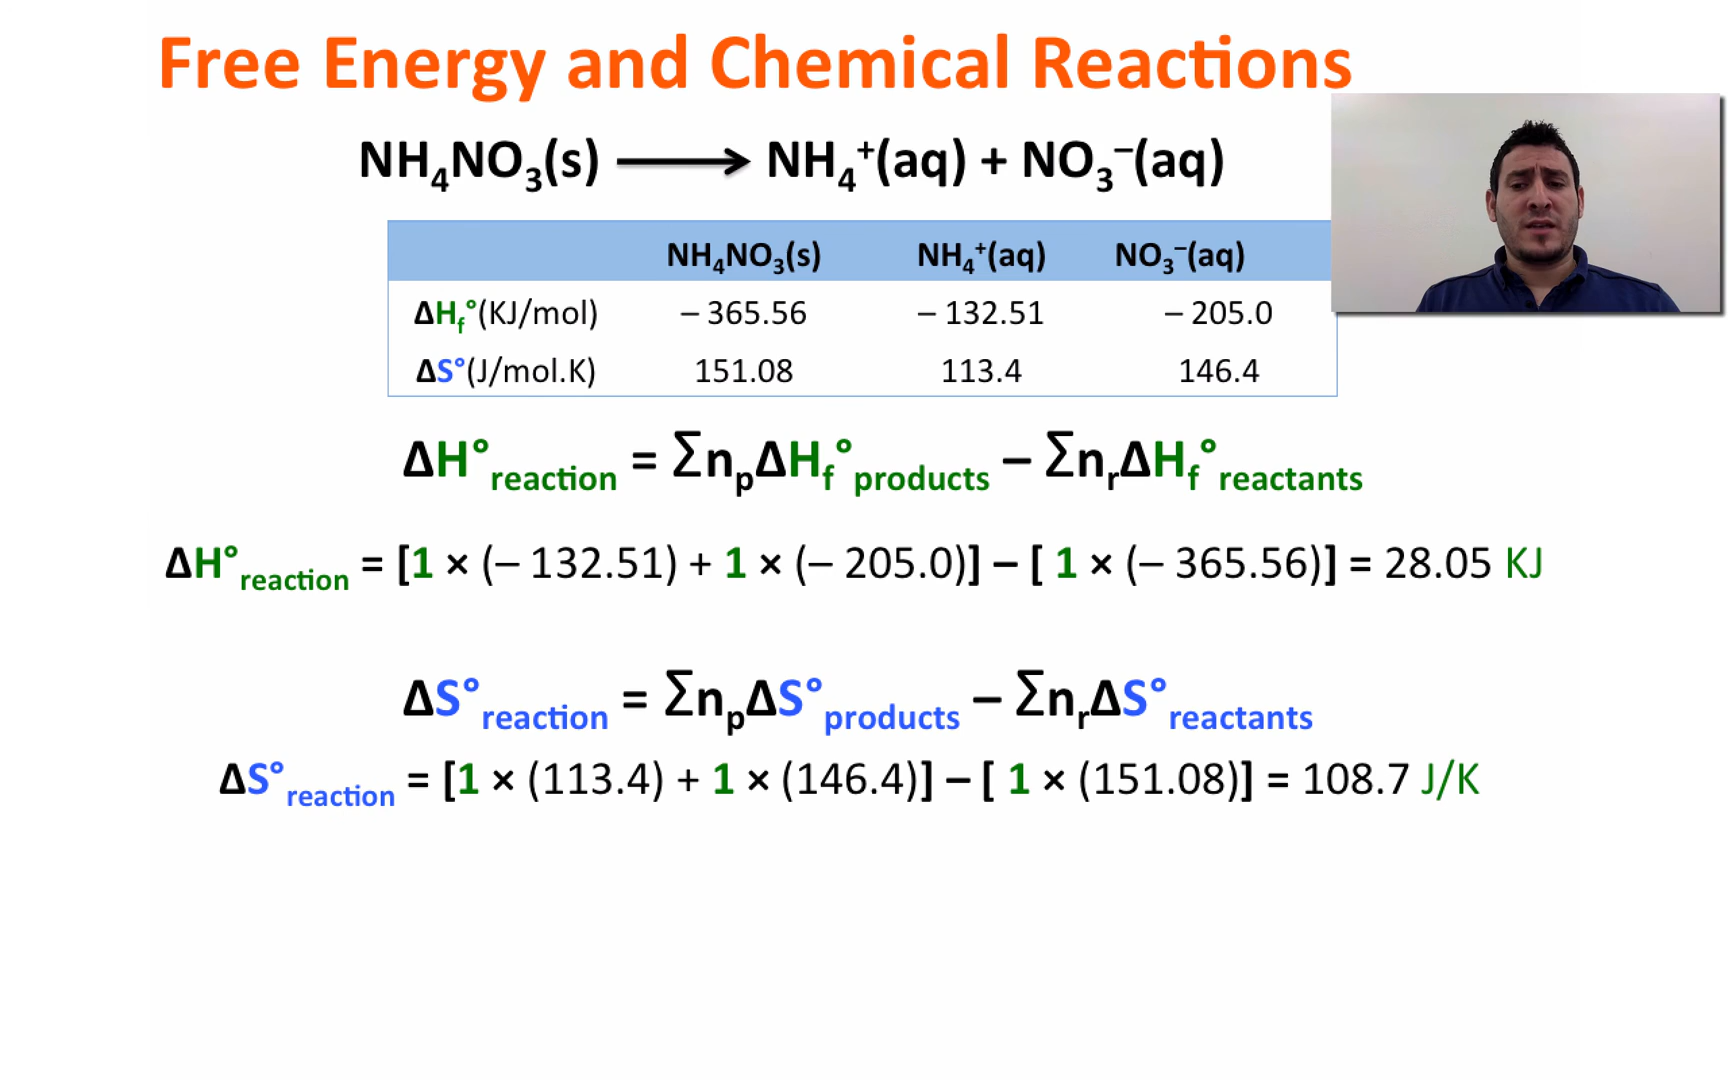 Free Energy and Chemical Reactions
NH₄NO₃(s) ⟶ NH₄⁺(aq) + NO₃⁻(aq)
NH₄NO₃(s) NH₄⁺(aq) NO₃⁻(aq)
ΔHf°(KJ/mol) – 365.56 – 132.51 – 205.0
ΔS°(J/mol.K) 151.08 113.4 146.4
ΔH°reaction = ΣnpΔHf°products – ΣnrΔHf°reactants
ΔH°reaction = [1 × (– 132.51) + 1 × (– 205.0)] – [ 1 × (– 365.56)] = 28.05 KJ
ΔS°reaction = ΣnpΔS°products – ΣnrΔS°reactants
ΔS°reaction = [1 × (113.4) + 1 × (146.4)] – [ 1 × (151.08)] = 108.7 J/K